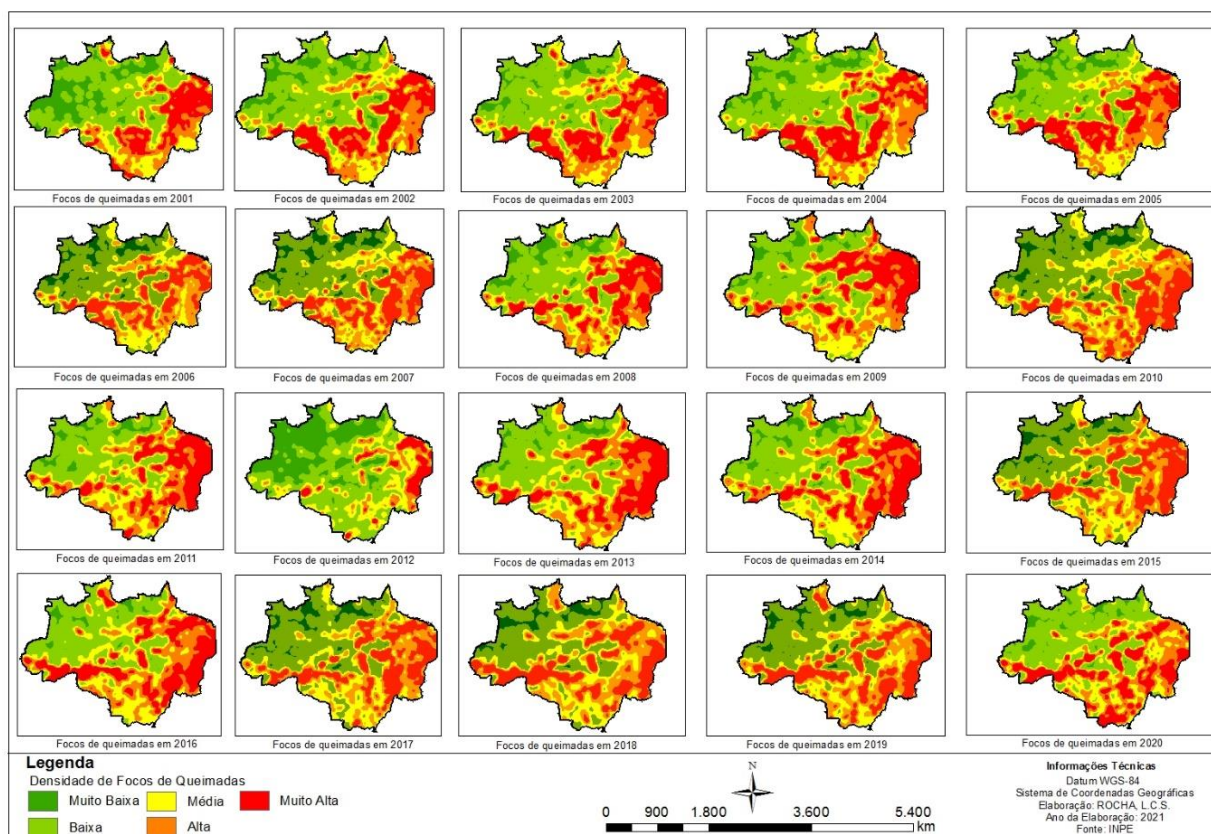 Focos de queimadas em 2001
Focos de queimadas em 2002
Focos de queimadas em 2003
Focos de queimadas em 2004
Focos de queimadas em 2005
Focos de queimadas em 2006
Focos de queimadas em 2007
Focos de queimadas em 2008
Focos de queimadas em 2009
Focos de queimadas em 2010
Focos de queimadas em 2011
Focos de queimadas em 2012
Focos de queimadas em 2013
Focos de queimadas em 2014
Focos de queimadas em 2015
Focos de queimadas em 2016
Focos de queimadas em 2017
Focos de queimadas em 2018
Focos de queimadas em 2019
Focos de queimadas em 2020
Legenda
Densidade de Focos de Queimadas
Muito Baixa
Média
Muito Alta
Baixa
Alta
N
0 900 1.800 3.600 5.400
km
Informações Técnicas
Datum WGS-84
Sistema de Coordenadas Geográficas
Elaboração: ROCHA, L.C.S.
Ano da Elaboração: 2021
Fonte: INPE